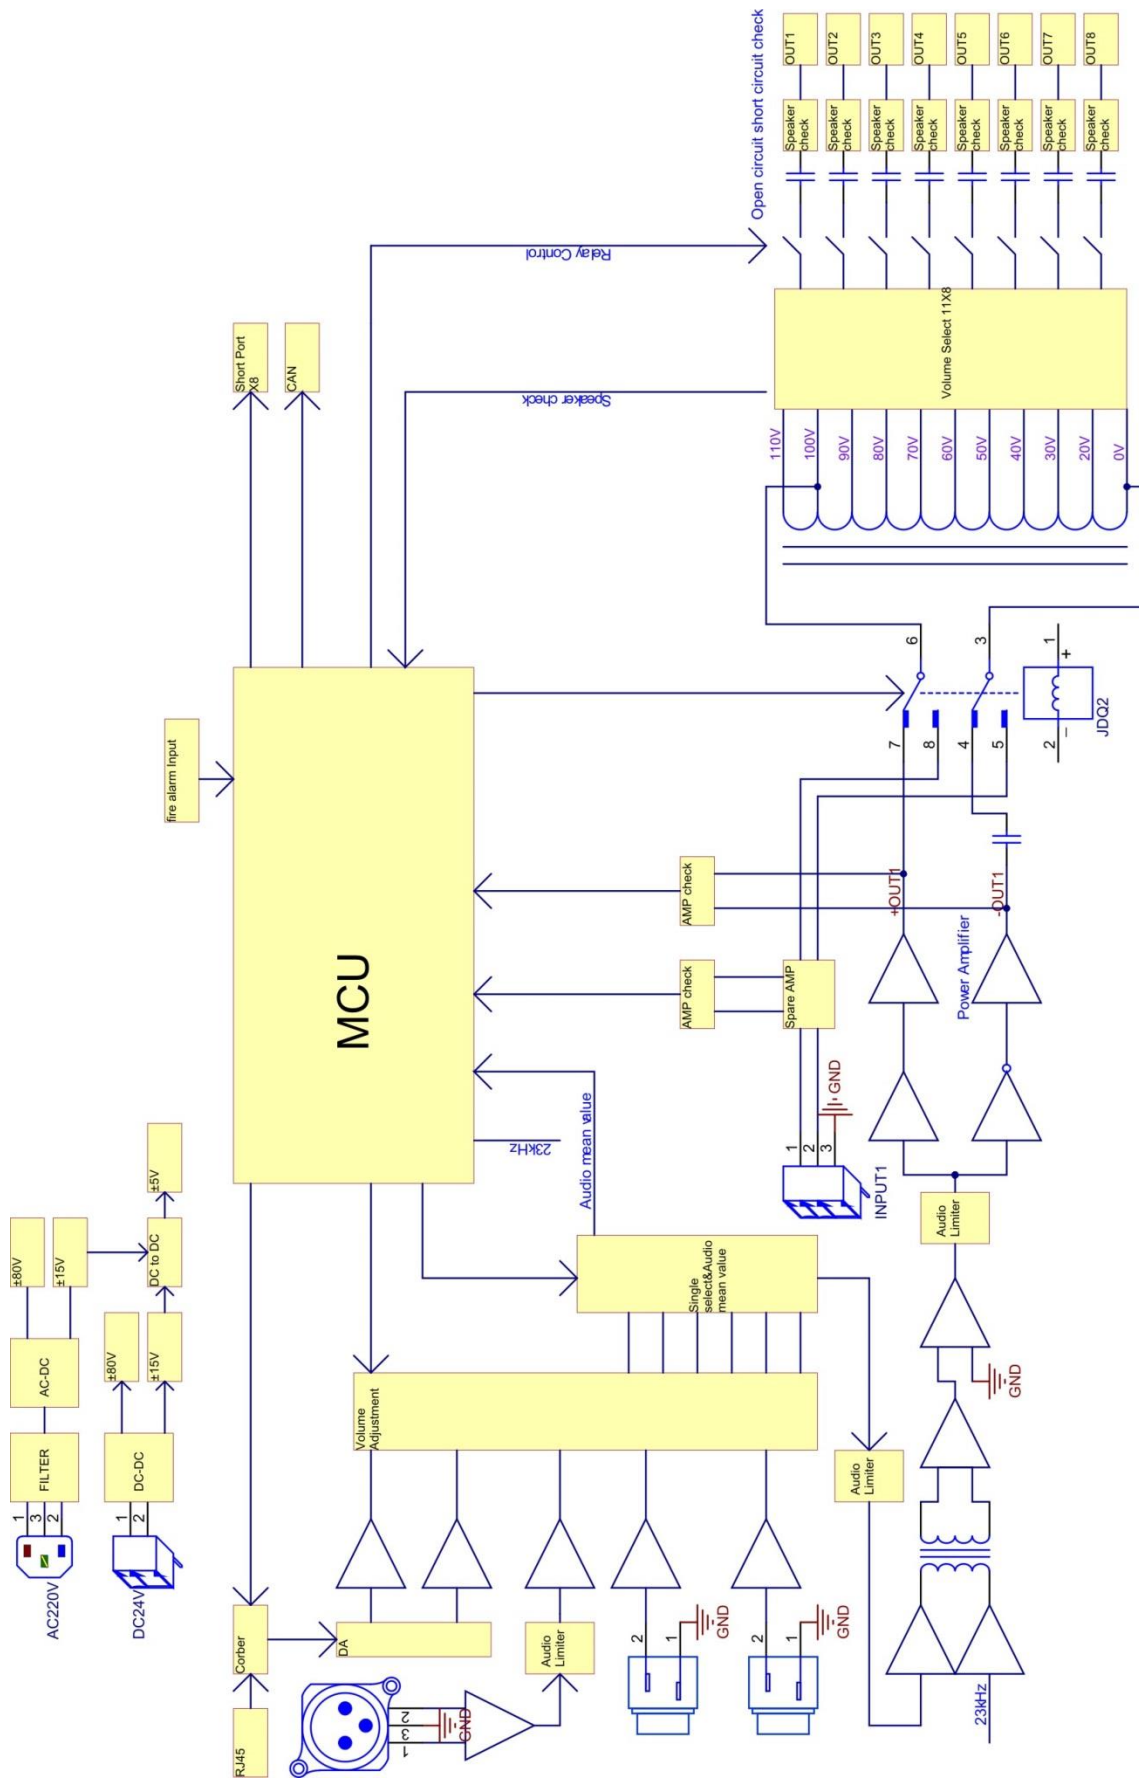 AC220V
1
3
2
FILTER
AC-DC
±80V
±15V
DC24V
1
2
DC-DC
±80V
±15V
DC to DC
±5V
fire alarm Input
RJ45
Corber
MCU
Short Port
X8
CAN
DA
1
3
2
GND
Audio
Limiter
Volume
Adjustment
2
1
GND
2
1
GND
Single
select&Audio
mean value
Audio mean value
23kHz
AMP check
AMP check
Spare AMP
INPUT1
1
2
3
GND
Audio
Limiter
23kHz
GND
Audio
Limiter
Power Amplifier
+OUT1
-OUT1
7
8
4
5
6
3
2
1
-
+
JDQ2
Speaker check
Relay Control
110V
100V
90V
80V
70V
60V
50V
40V
30V
20V
0V
Volume Select 11X8
Open circuit short circuit check
Speaker
check
OUT1
Speaker
check
OUT2
Speaker
check
OUT3
Speaker
check
OUT4
Speaker
check
OUT5
Speaker
check
OUT6
Speaker
check
OUT7
Speaker
check
OUT8